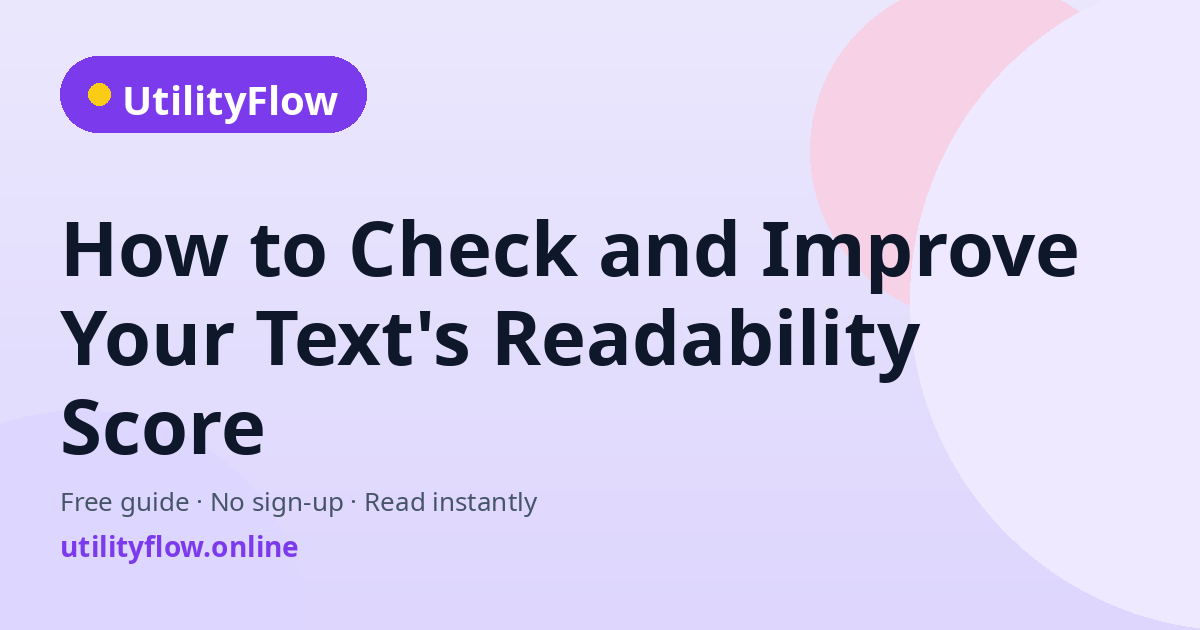 UtilityFlow
How to Check and Improve
Your Text's Readability
Score
Free guide · No sign-up · Read instantly
utilityflow.online